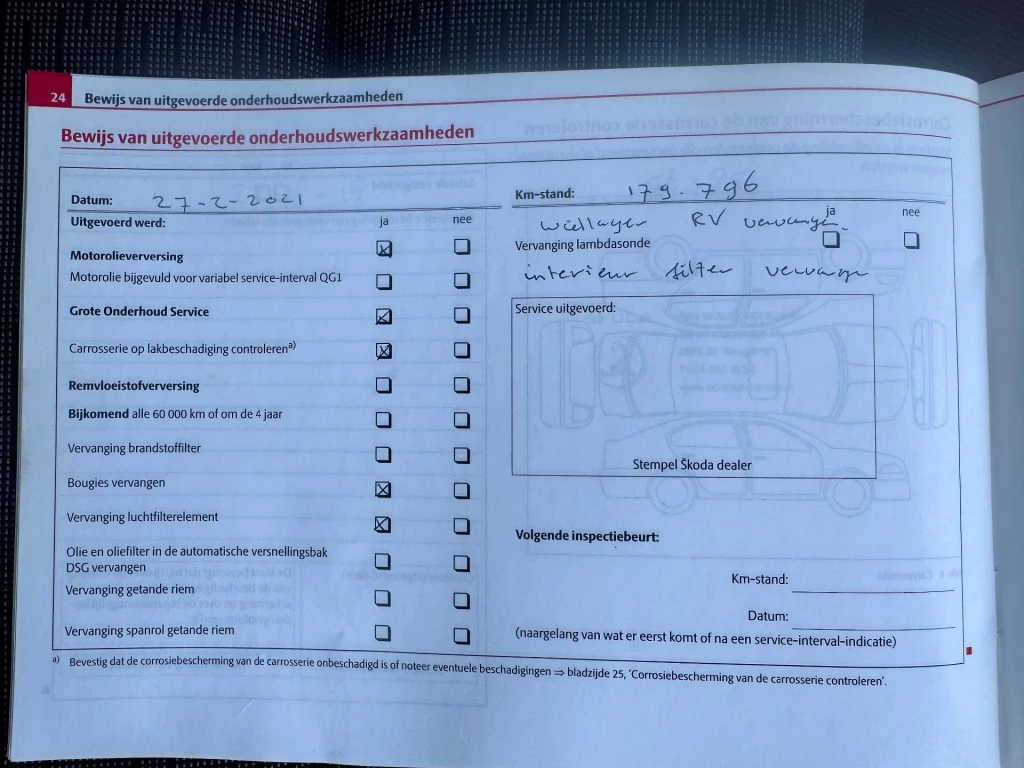 24 Bewijs van uitgevoerde onderhoudswerkzaamheden
Bewijs van uitgevoerde onderhoudswerkzaamheden
Datum: 27-2-2021
Uitgevoerd werd: ja nee
Motorolieverversing
Motorolie bijgevuld voor variabel service-interval QG1
Grote Onderhoud Service
Carrosserie op lakbeschadiging controleren a)
Remvloeistofverversing
Bijkomend alle 60 000 km of om de 4 jaar
Vervanging brandstoffilter
Bougies vervangen
Vervanging luchtfilterelement
Olie en oliefilter in de automatische versnellingsbak
DSG vervangen
Vervanging getande riem
Vervanging spanrol getande riem
Km-stand: 179.796
wiellager RV vervangen.
ja nee
Vervanging lambdasonde
interieur filter vervange
Service uitgevoerd:
Stempel Škoda dealer
Volgende inspectiebeurt:
Km-stand:
Datum:
(naargelang van wat er eerst komt of na een service-interval-indicatie)
a) Bevestig dat de corrosiebescherming van de carrosserie onbeschadigd is of noteer eventuele beschadigingen ⇒ bladzijde 25, 'Corrosiebescherming van de carrosserie controleren'.